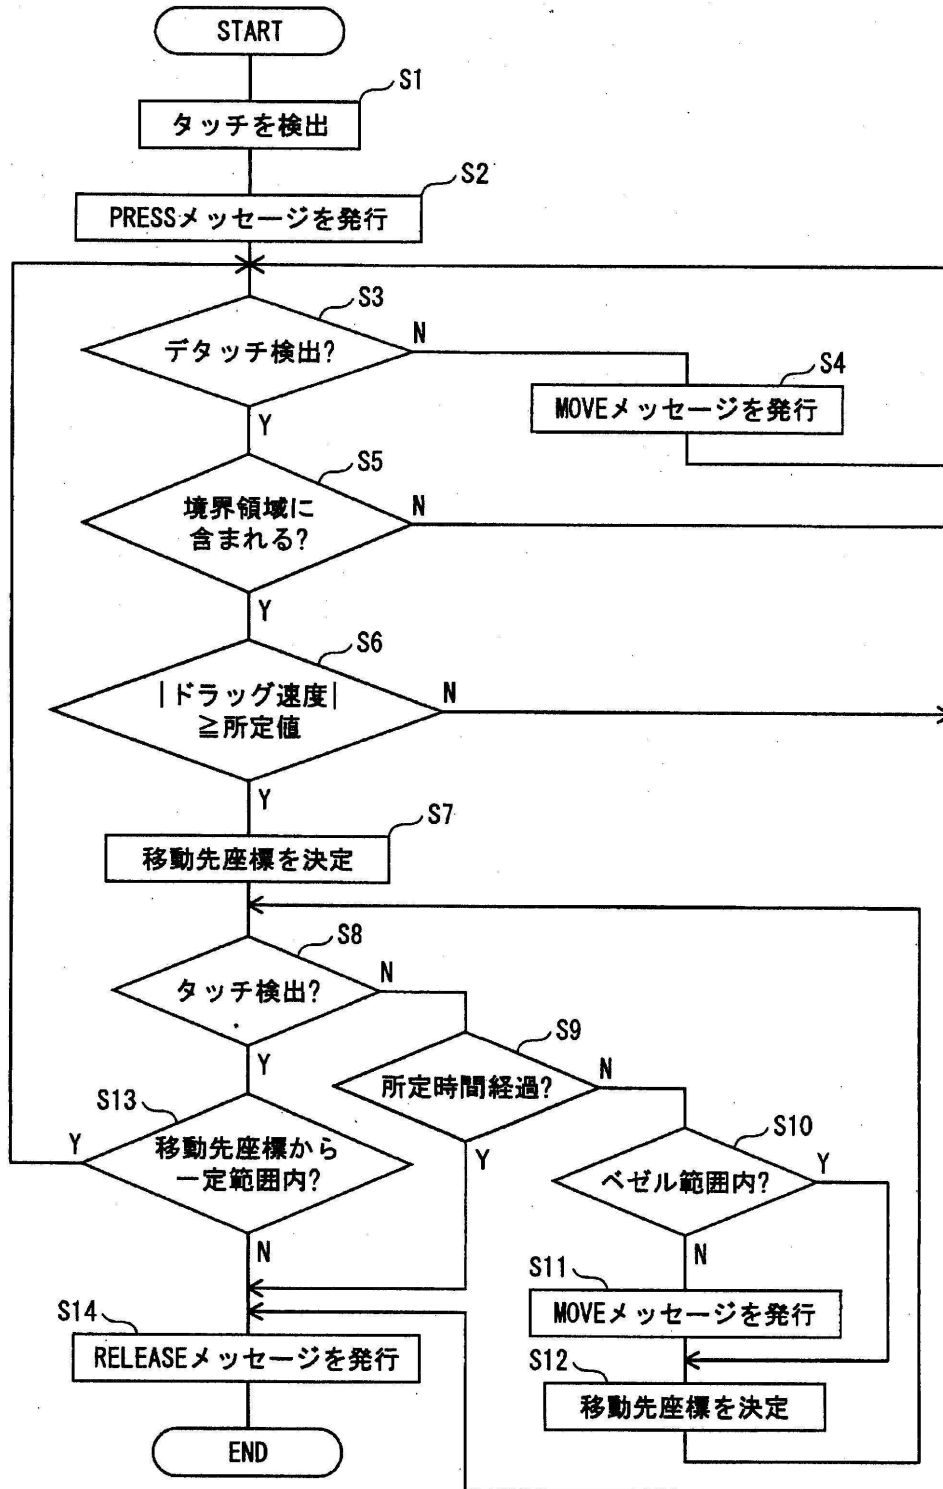 START
S1
タッチを検出
S2
PRESSメッセージを発行
S3
デタッチ検出?
N
Y
S4
MOVEメッセージを発行
S5
境界領域に
含まれる?
N
Y
S6
|ドラッグ速度|
≧所定値
N
Y
S7
移動先座標を決定
S8
タッチ検出?
N
Y
S9
所定時間経過?
N
Y
S10
ベゼル範囲内?
Y
N
S11
MOVEメッセージを発行
S12
移動先座標を決定
S13
移動先座標から
一定範囲内?
Y
N
S14
RELEASEメッセージを発行
END